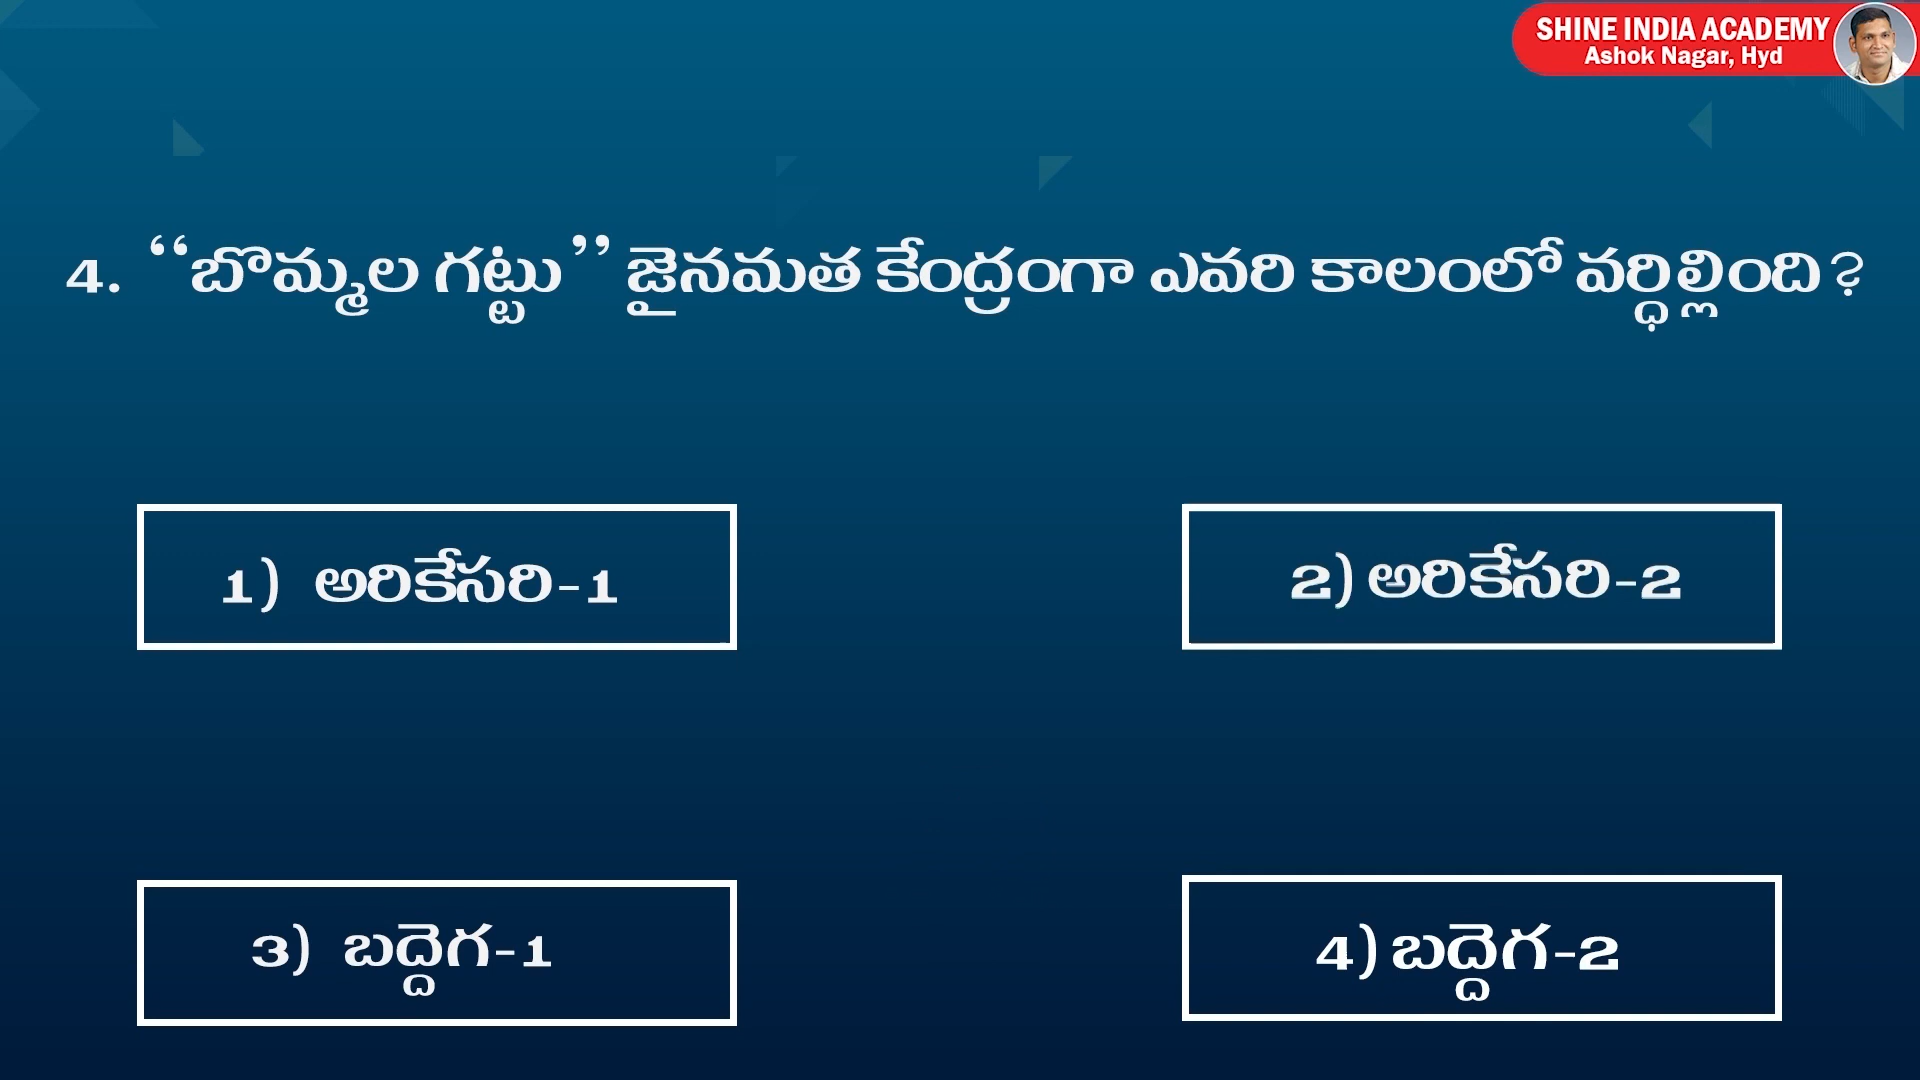 SHINE INDIA ACADEMY
Ashok Nagar, Hyd
4. “బొమ్మల గట్టు” జైనమత కేంద్రంగా ఎవరి కాలంలో వర్ధిల్లింది?
1) అరికేసరి-1
2) అరికేసరి-2
3) బద్దెగ-1
4) బద్దెగ-2